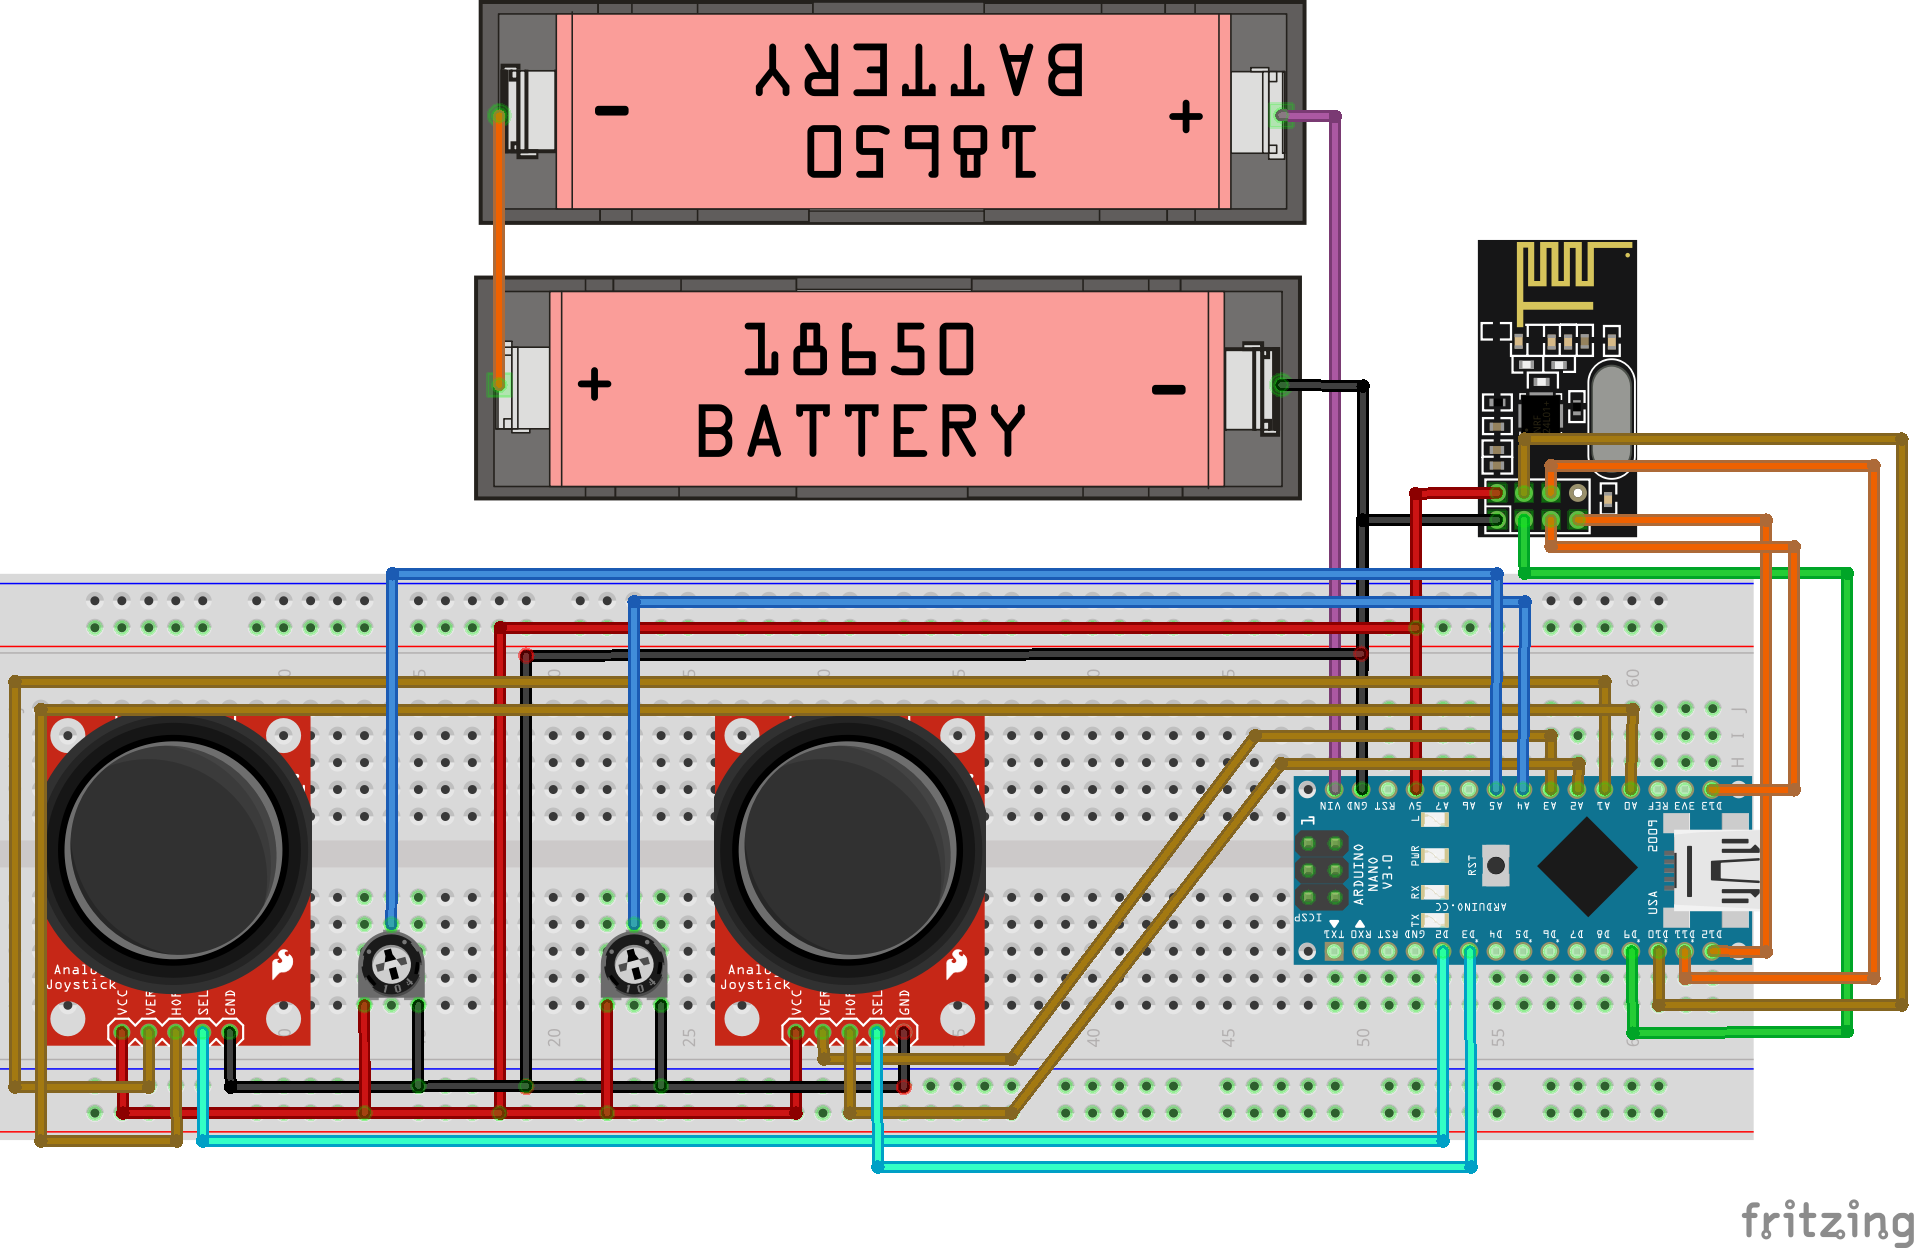 BATTERY
18650
- +
18650
BATTERY
+ -
60
J
I
H
Analog
Joystick
VCC
VER
HOR
SEL
GND
104
104
Analog
Joystick
VCC
VER
HOR
SEL
GND
20
25
40
45
50
55
VIN GND RST 5V A7 A6 A5 A4 A3 A2 A1 A0 REF 3V3 D13
1
L
PWR
RX
TX
RST
ARDUINO
NANO
V3.0
ICSP
ARDUINO.CC
USA
2009
TX1 RX0 RST GND D2 D3 D4 D5 D6 D7 D8 D9 D10 D11 D12
fritzing